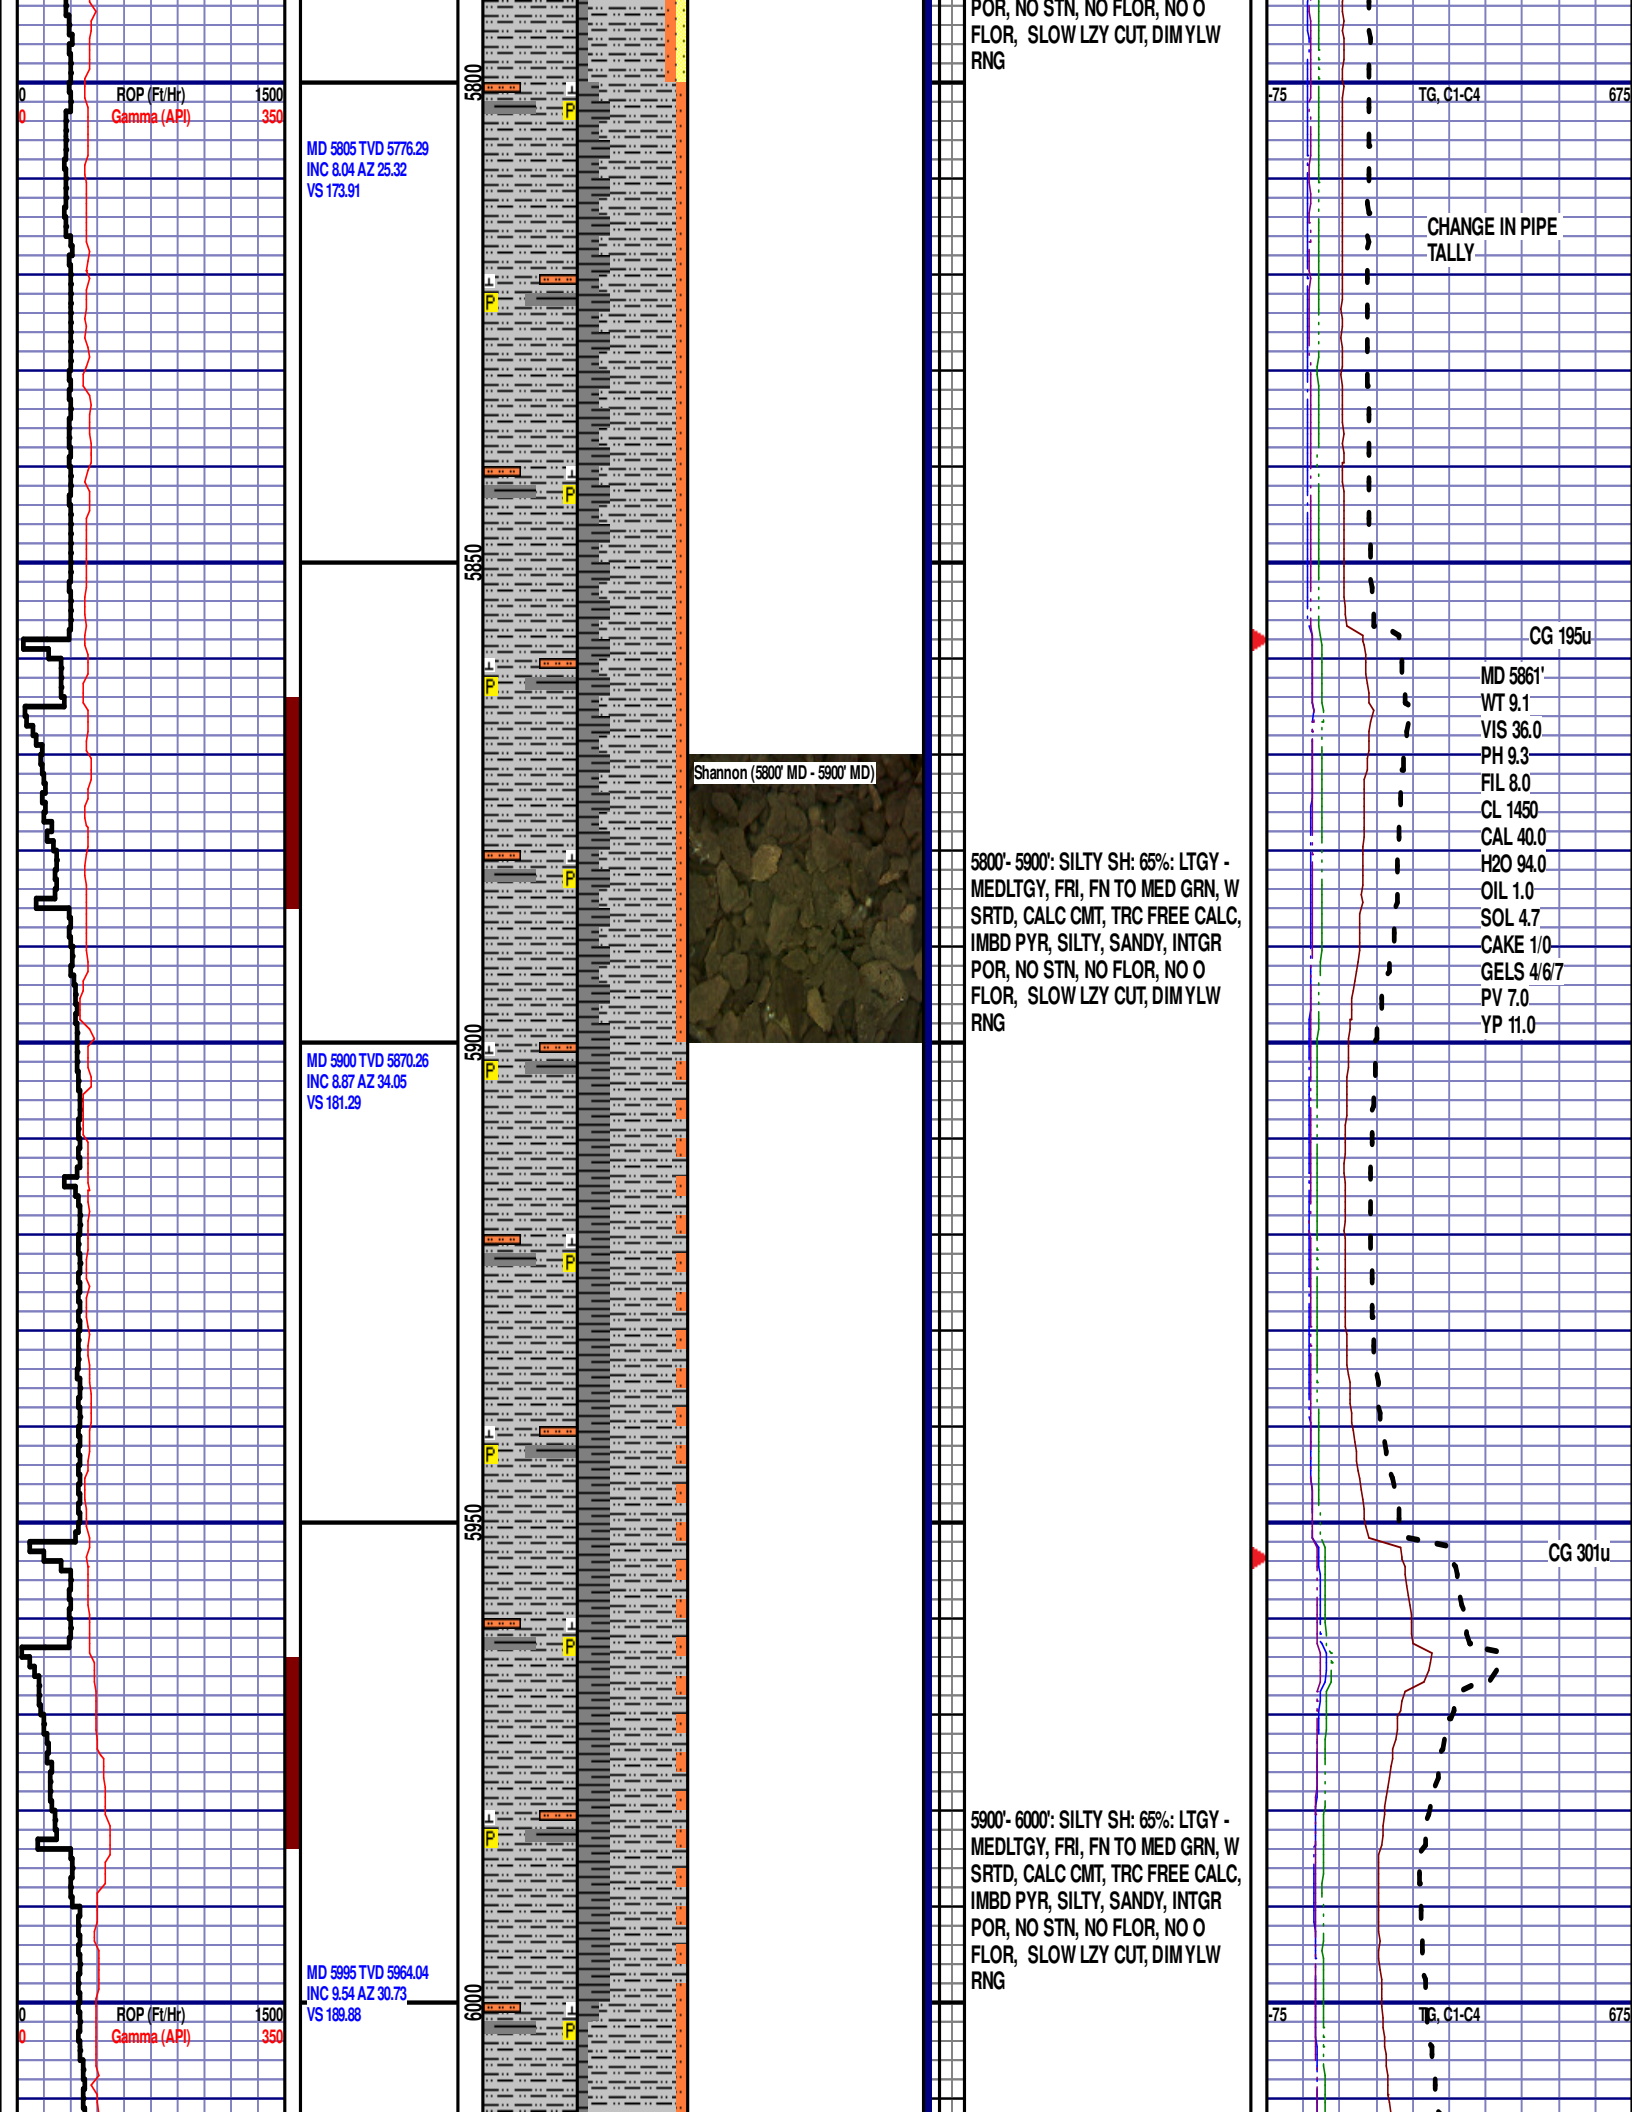 POR, NO STN, NO FLOR, NO O
FLOR, SLOW LZY CUT, DIM YLW
RNG
5800
0 ROP (Ft/Hr) 1500
0 Gamma (API) 350
-75 TG, C1-C4 675
MD 5805 TVD 5776.29
INC 8.04 AZ 25.32
VS 173.91
P
CHANGE IN PIPE
TALLY
P
P
5850
CG 195u
P
MD 5861'
WT 9.1
VIS 36.0
PH 9.3
FIL 8.0
CL 1450
CAL 40.0
H2O 94.0
OIL 1.0
SOL 4.7
CAKE 1/0
GELS 4/6/7
PV 7.0
YP 11.0
Shannon (5800' MD - 5900' MD)
P
5800'- 5900': SILTY SH: 65%: LTGY -
MEDLTGY, FRI, FN TO MED GRN, W
SRTD, CALC CMT, TRC FREE CALC,
IMBD PYR, SILTY, SANDY, INTGR
POR, NO STN, NO FLOR, NO O
FLOR, SLOW LZY CUT, DIM YLW
RNG
5900
MD 5900 TVD 5870.26
INC 8.87 AZ 34.05
VS 181.29
P
P
P
5950
CG 301u
P
P
5900'- 6000': SILTY SH: 65%: LTGY -
MEDLTGY, FRI, FN TO MED GRN, W
SRTD, CALC CMT, TRC FREE CALC,
IMBD PYR, SILTY, SANDY, INTGR
POR, NO STN, NO FLOR, NO O
FLOR, SLOW LZY CUT, DIM YLW
RNG
MD 5995 TVD 5964.04
INC 9.54 AZ 30.73
VS 189.88
6000
0 ROP (Ft/Hr) 1500
0 Gamma (API) 350
-75 TG, C1-C4 675
P